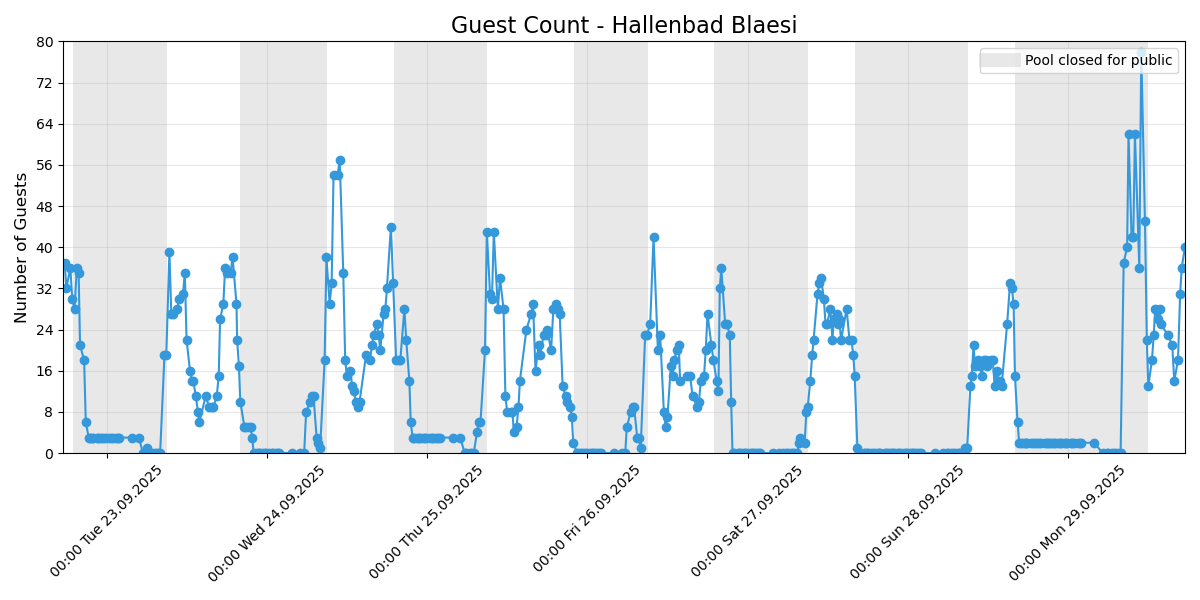 Guest Count - Hallenbad Blaesi
Pool closed for public
Number of Guests
80
72
64
56
48
40
32
24
16
8
0
00:00 Tue 23.09.2025
00:00 Wed 24.09.2025
00:00 Thu 25.09.2025
00:00 Fri 26.09.2025
00:00 Sat 27.09.2025
00:00 Sun 28.09.2025
00:00 Mon 29.09.2025